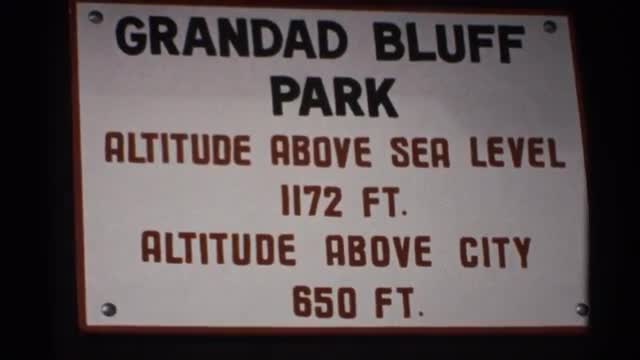 GRANDAD BLUFF
PARK
ALTITUDE ABOVE SEA LEVEL
1172 FT.
ALTITUDE ABOVE CITY
650 FT.